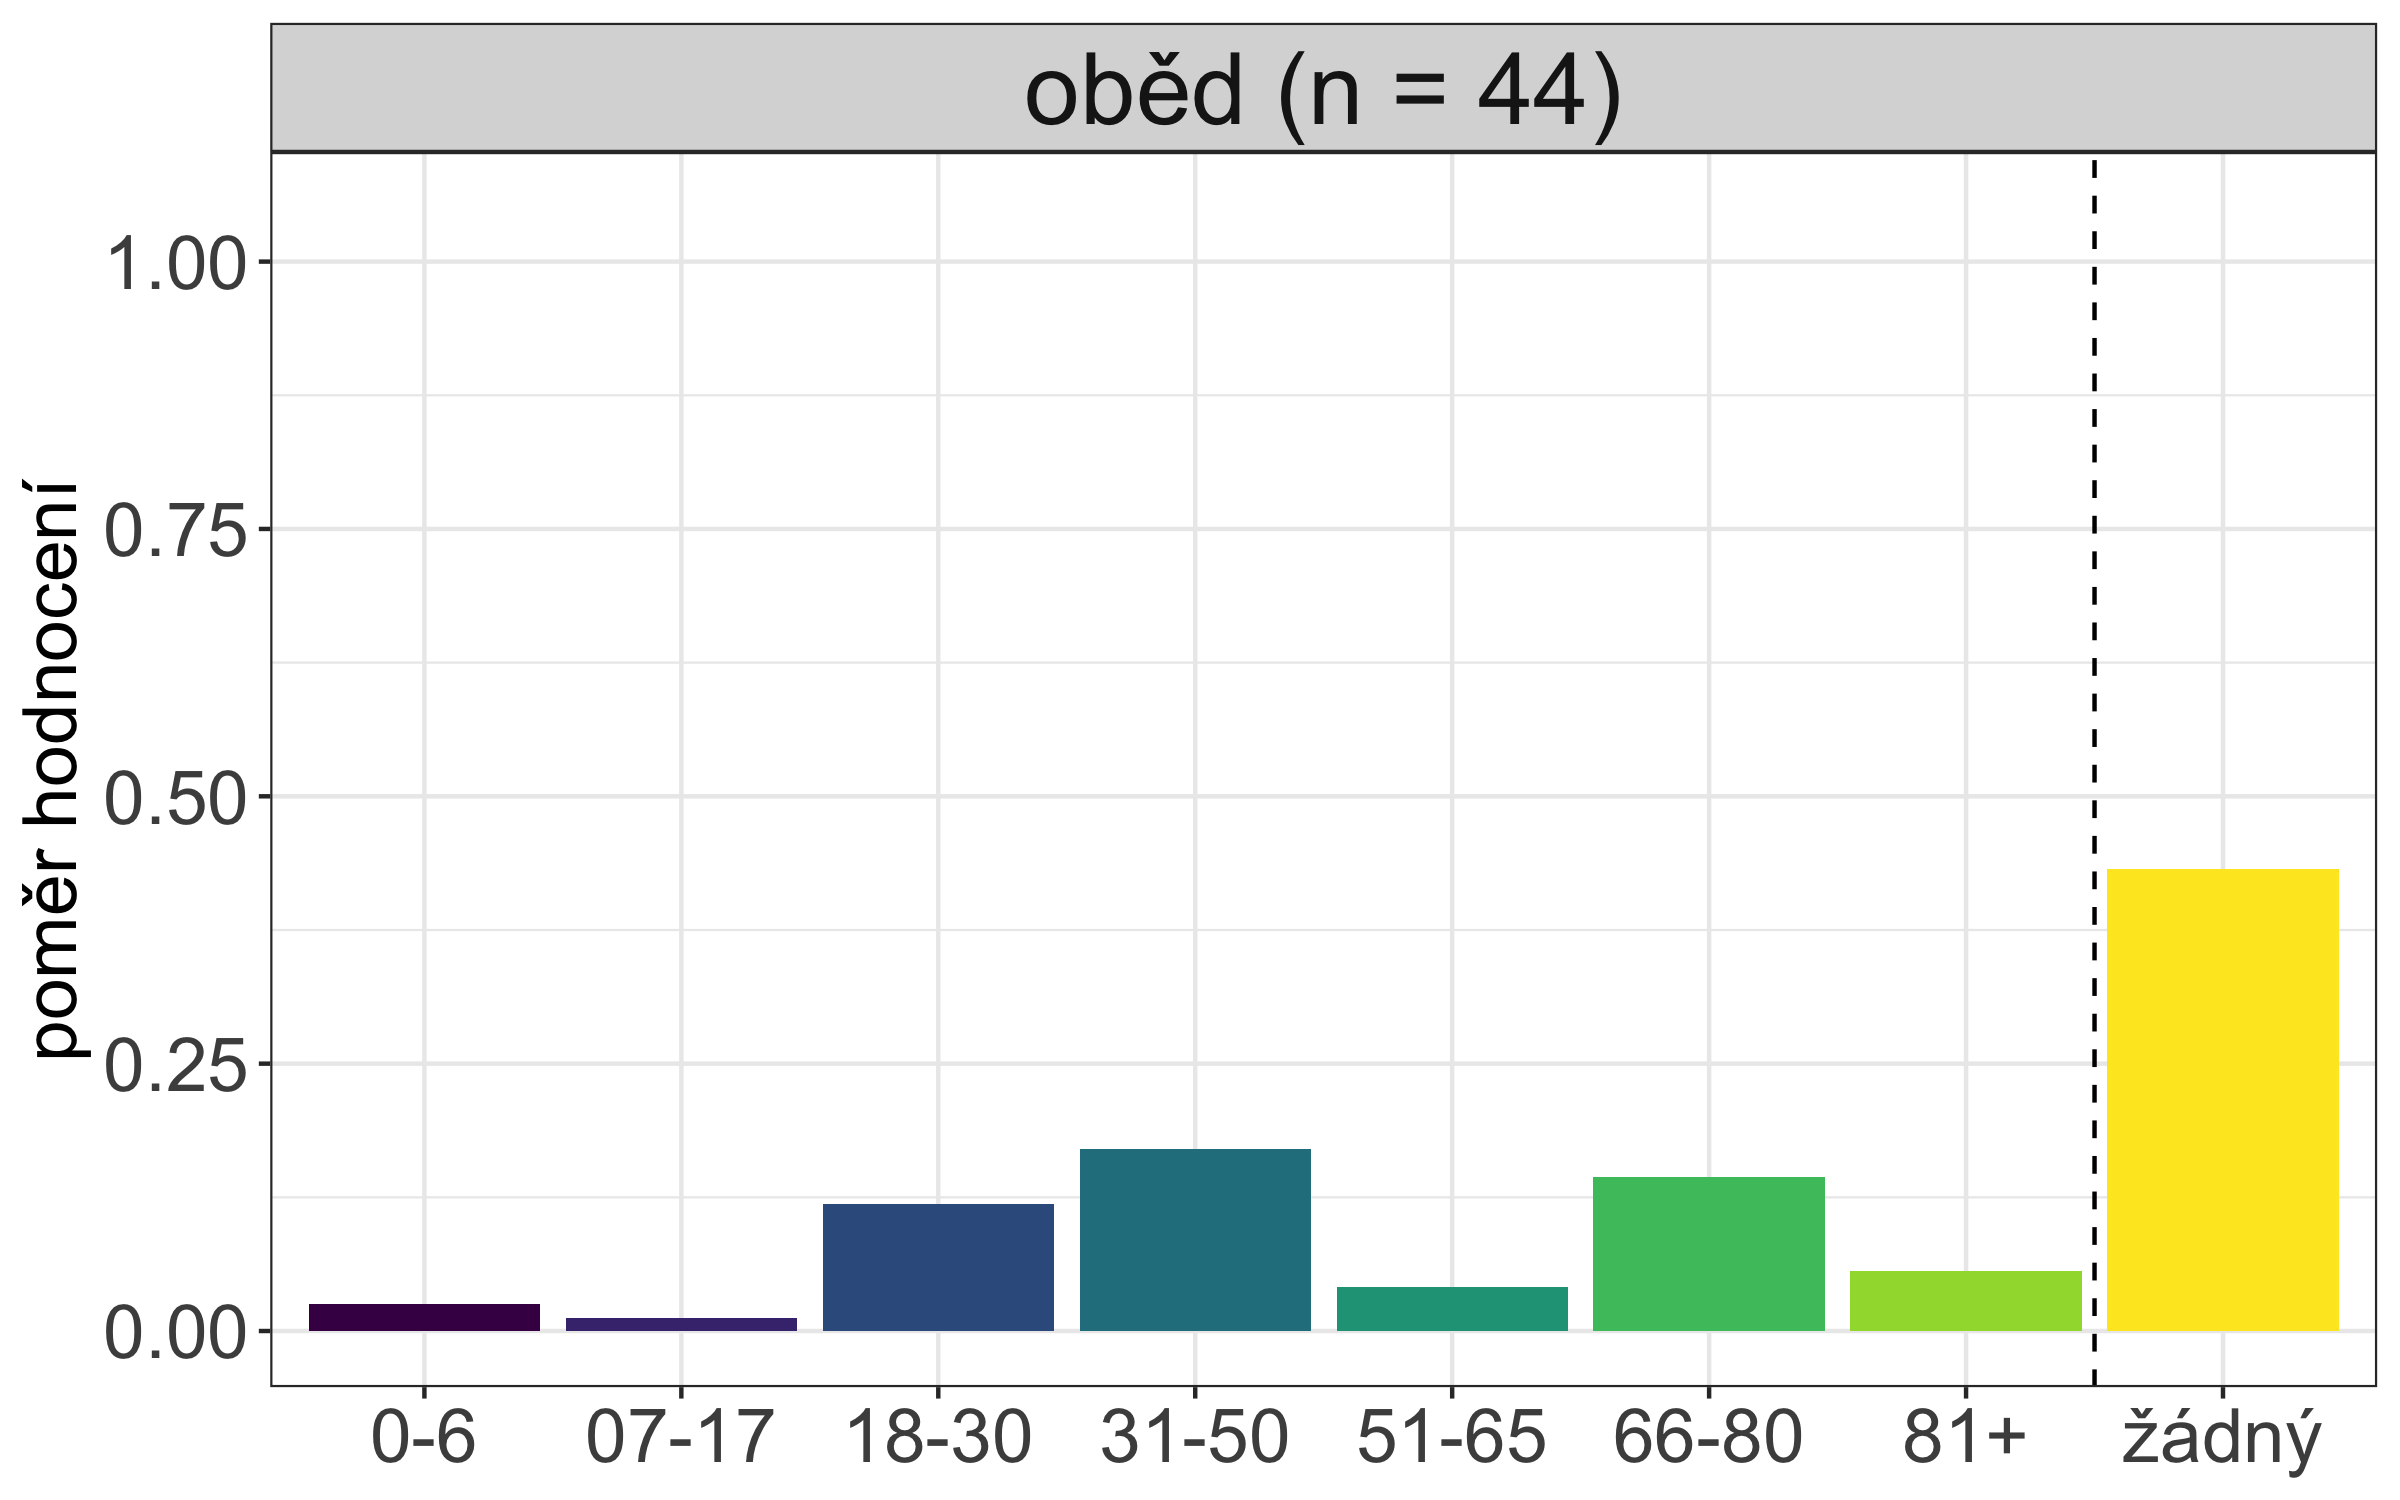 oběd (n = 44)
poměr hodnocení
1.00
0.75
0.50
0.25
0.00
0-6 07-17 18-30 31-50 51-65 66-80 81+ žádný